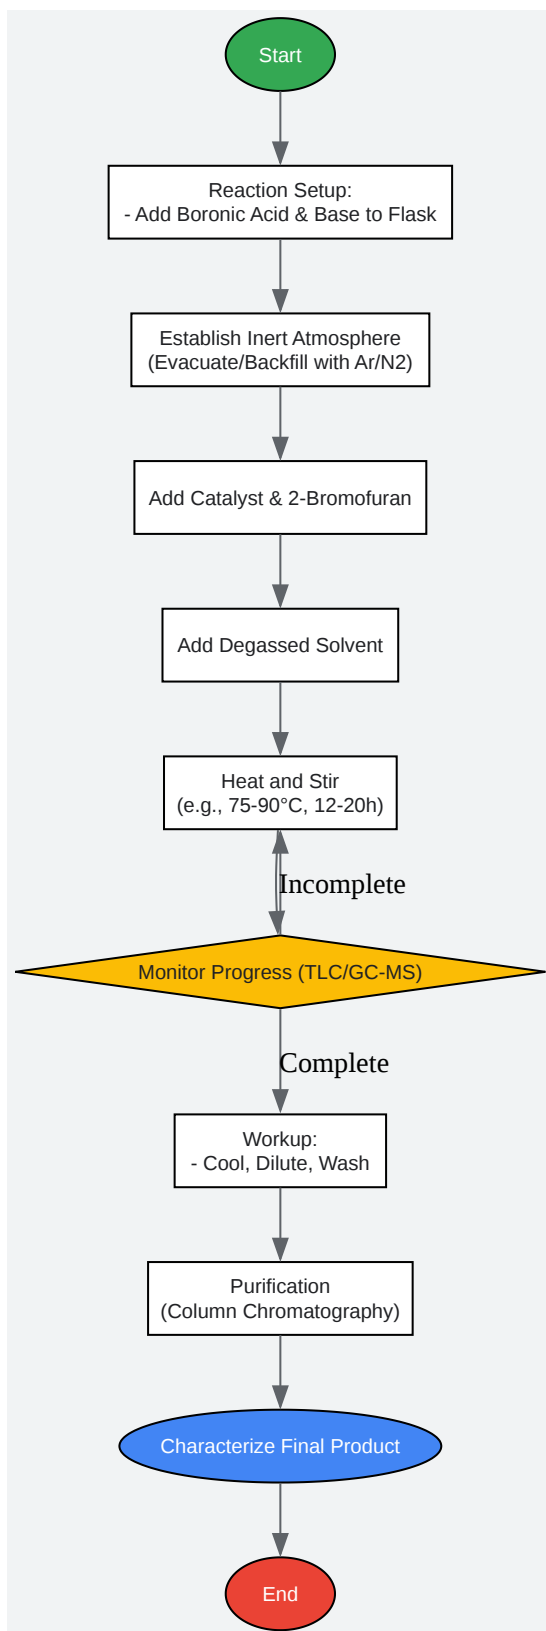 Start
Reaction Setup:
- Add Boronic Acid & Base to Flask
Establish Inert Atmosphere
(Evacuate/Backfill with Ar/N2)
Add Catalyst & 2-Bromofuran
Add Degassed Solvent
Heat and Stir
(e.g., 75-90°C, 12-20h)
Incomplete
Monitor Progress (TLC/GC-MS)
Complete
Workup:
- Cool, Dilute, Wash
Purification
(Column Chromatography)
Characterize Final Product
End